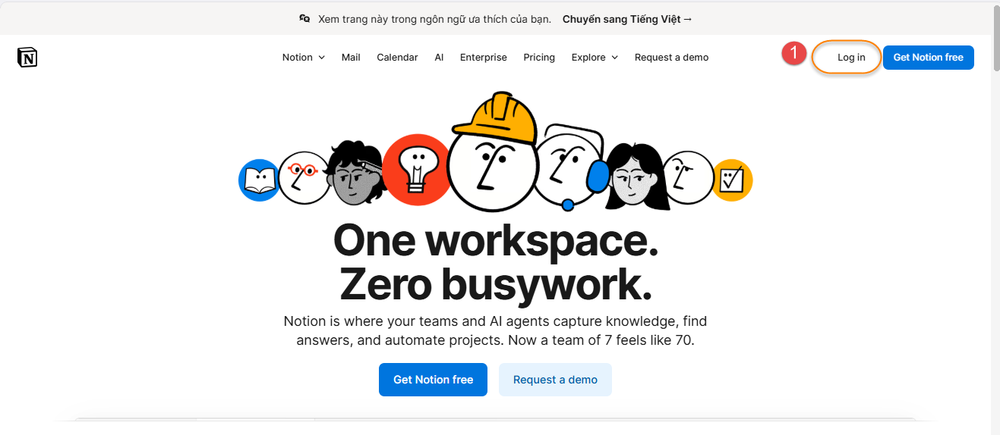 Xem trang này trong ngôn ngữ ưa thích của bạn. Chuyển sang Tiếng Việt →
N Notion Mail Calendar AI Enterprise Pricing Explore Request a demo 1 Log in Get Notion free
One workspace.
Zero busywork.
Notion is where your teams and AI agents capture knowledge, find
answers, and automate projects. Now a team of 7 feels like 70.
Get Notion free Request a demo